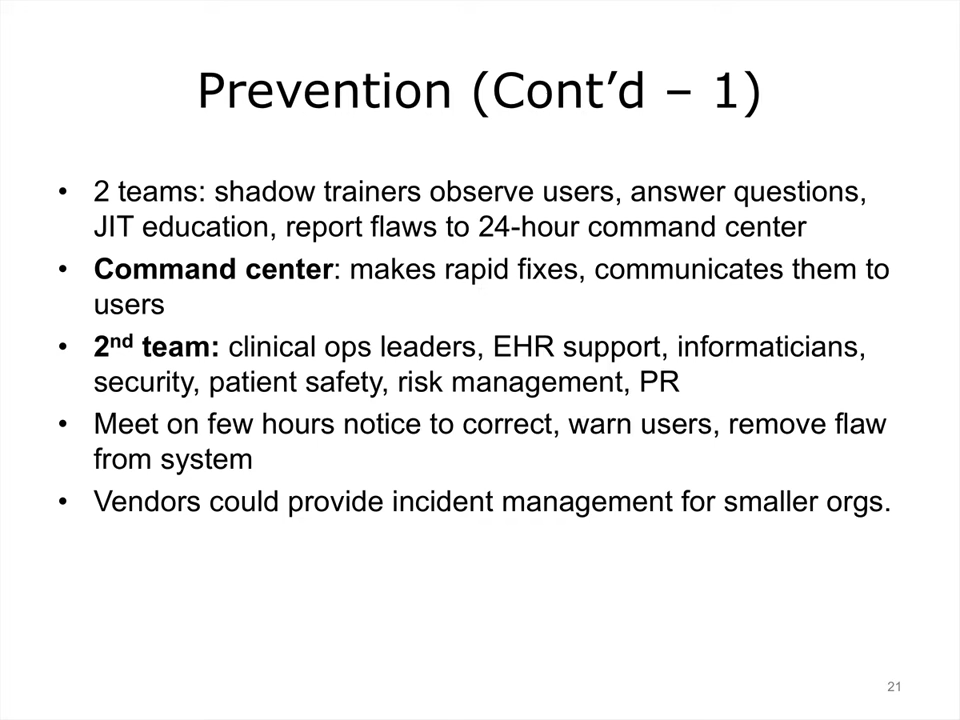 Prevention (Cont’d – 1)
• 2 teams: shadow trainers observe users, answer questions,
JIT education, report flaws to 24-hour command center
• Command center: makes rapid fixes, communicates them to
users
• 2nd team: clinical ops leaders, EHR support, informaticians,
security, patient safety, risk management, PR
• Meet on few hours notice to correct, warn users, remove flaw
from system
• Vendors could provide incident management for smaller orgs.
21